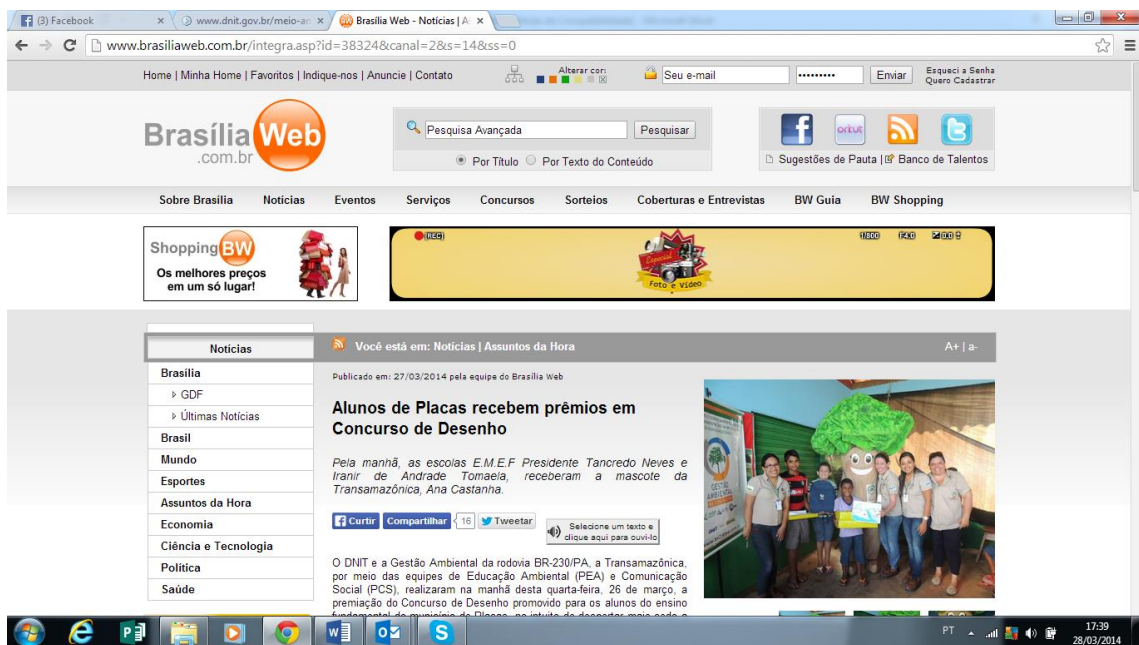 (3) Facebook
www.dnit.gov.br/meio-an
Brasília Web - Notícias | A
www.brasiliaweb.com.br/integra.asp?id=38324&canal=2&s=14&ss=0
Home | Minha Home | Favoritos | Indique-nos | Anuncie | Contato
Alterar cor:
Seu e-mail
Enviar
Esqueci a Senha
Quero Cadastrar
Brasília Web
.com.br
Pesquisa Avançada
Pesquisar
Por Título Por Texto do Conteúdo
orkut
Sugestões de Pauta | Banco de Talentos
Sobre Brasília Notícias Eventos Serviços Concursos Sorteios Coberturas e Entrevistas BW Guia BW Shopping
Shopping BW
Os melhores preços
em um só lugar!
(REC)
Especial
Foto e Vídeo
Notícias
Brasília
GDF
Últimas Notícias
Brasil
Mundo
Esportes
Assuntos da Hora
Economia
Ciência e Tecnologia
Política
Saúde
Você está em: Notícias | Assuntos da Hora
A+ | a-
Publicado em: 27/03/2014 pela equipe do Brasília Web
Alunos de Placas recebem prêmios em
Concurso de Desenho
Pela manhã, as escolas E.M.E.F Presidente Tancredo Neves e
Iranir de Andrade Tomaela, receberam a mascote da
Transamazônica, Ana Castanha.
Curtir Compartilhar 16 Tweetar
Selecione um texto e
clique aqui para ouvi-lo
O DNIT e a Gestão Ambiental da rodovia BR-230/PA, a Transamazônica,
por meio das equipes de Educação Ambiental (PEA) e Comunicação
Social (PCS), realizaram na manhã desta quarta-feira, 26 de março, a
premiação do Concurso de Desenho promovido para os alunos do ensino
GESTÃO
AMBIENTAL
PT
17:39
28/03/2014